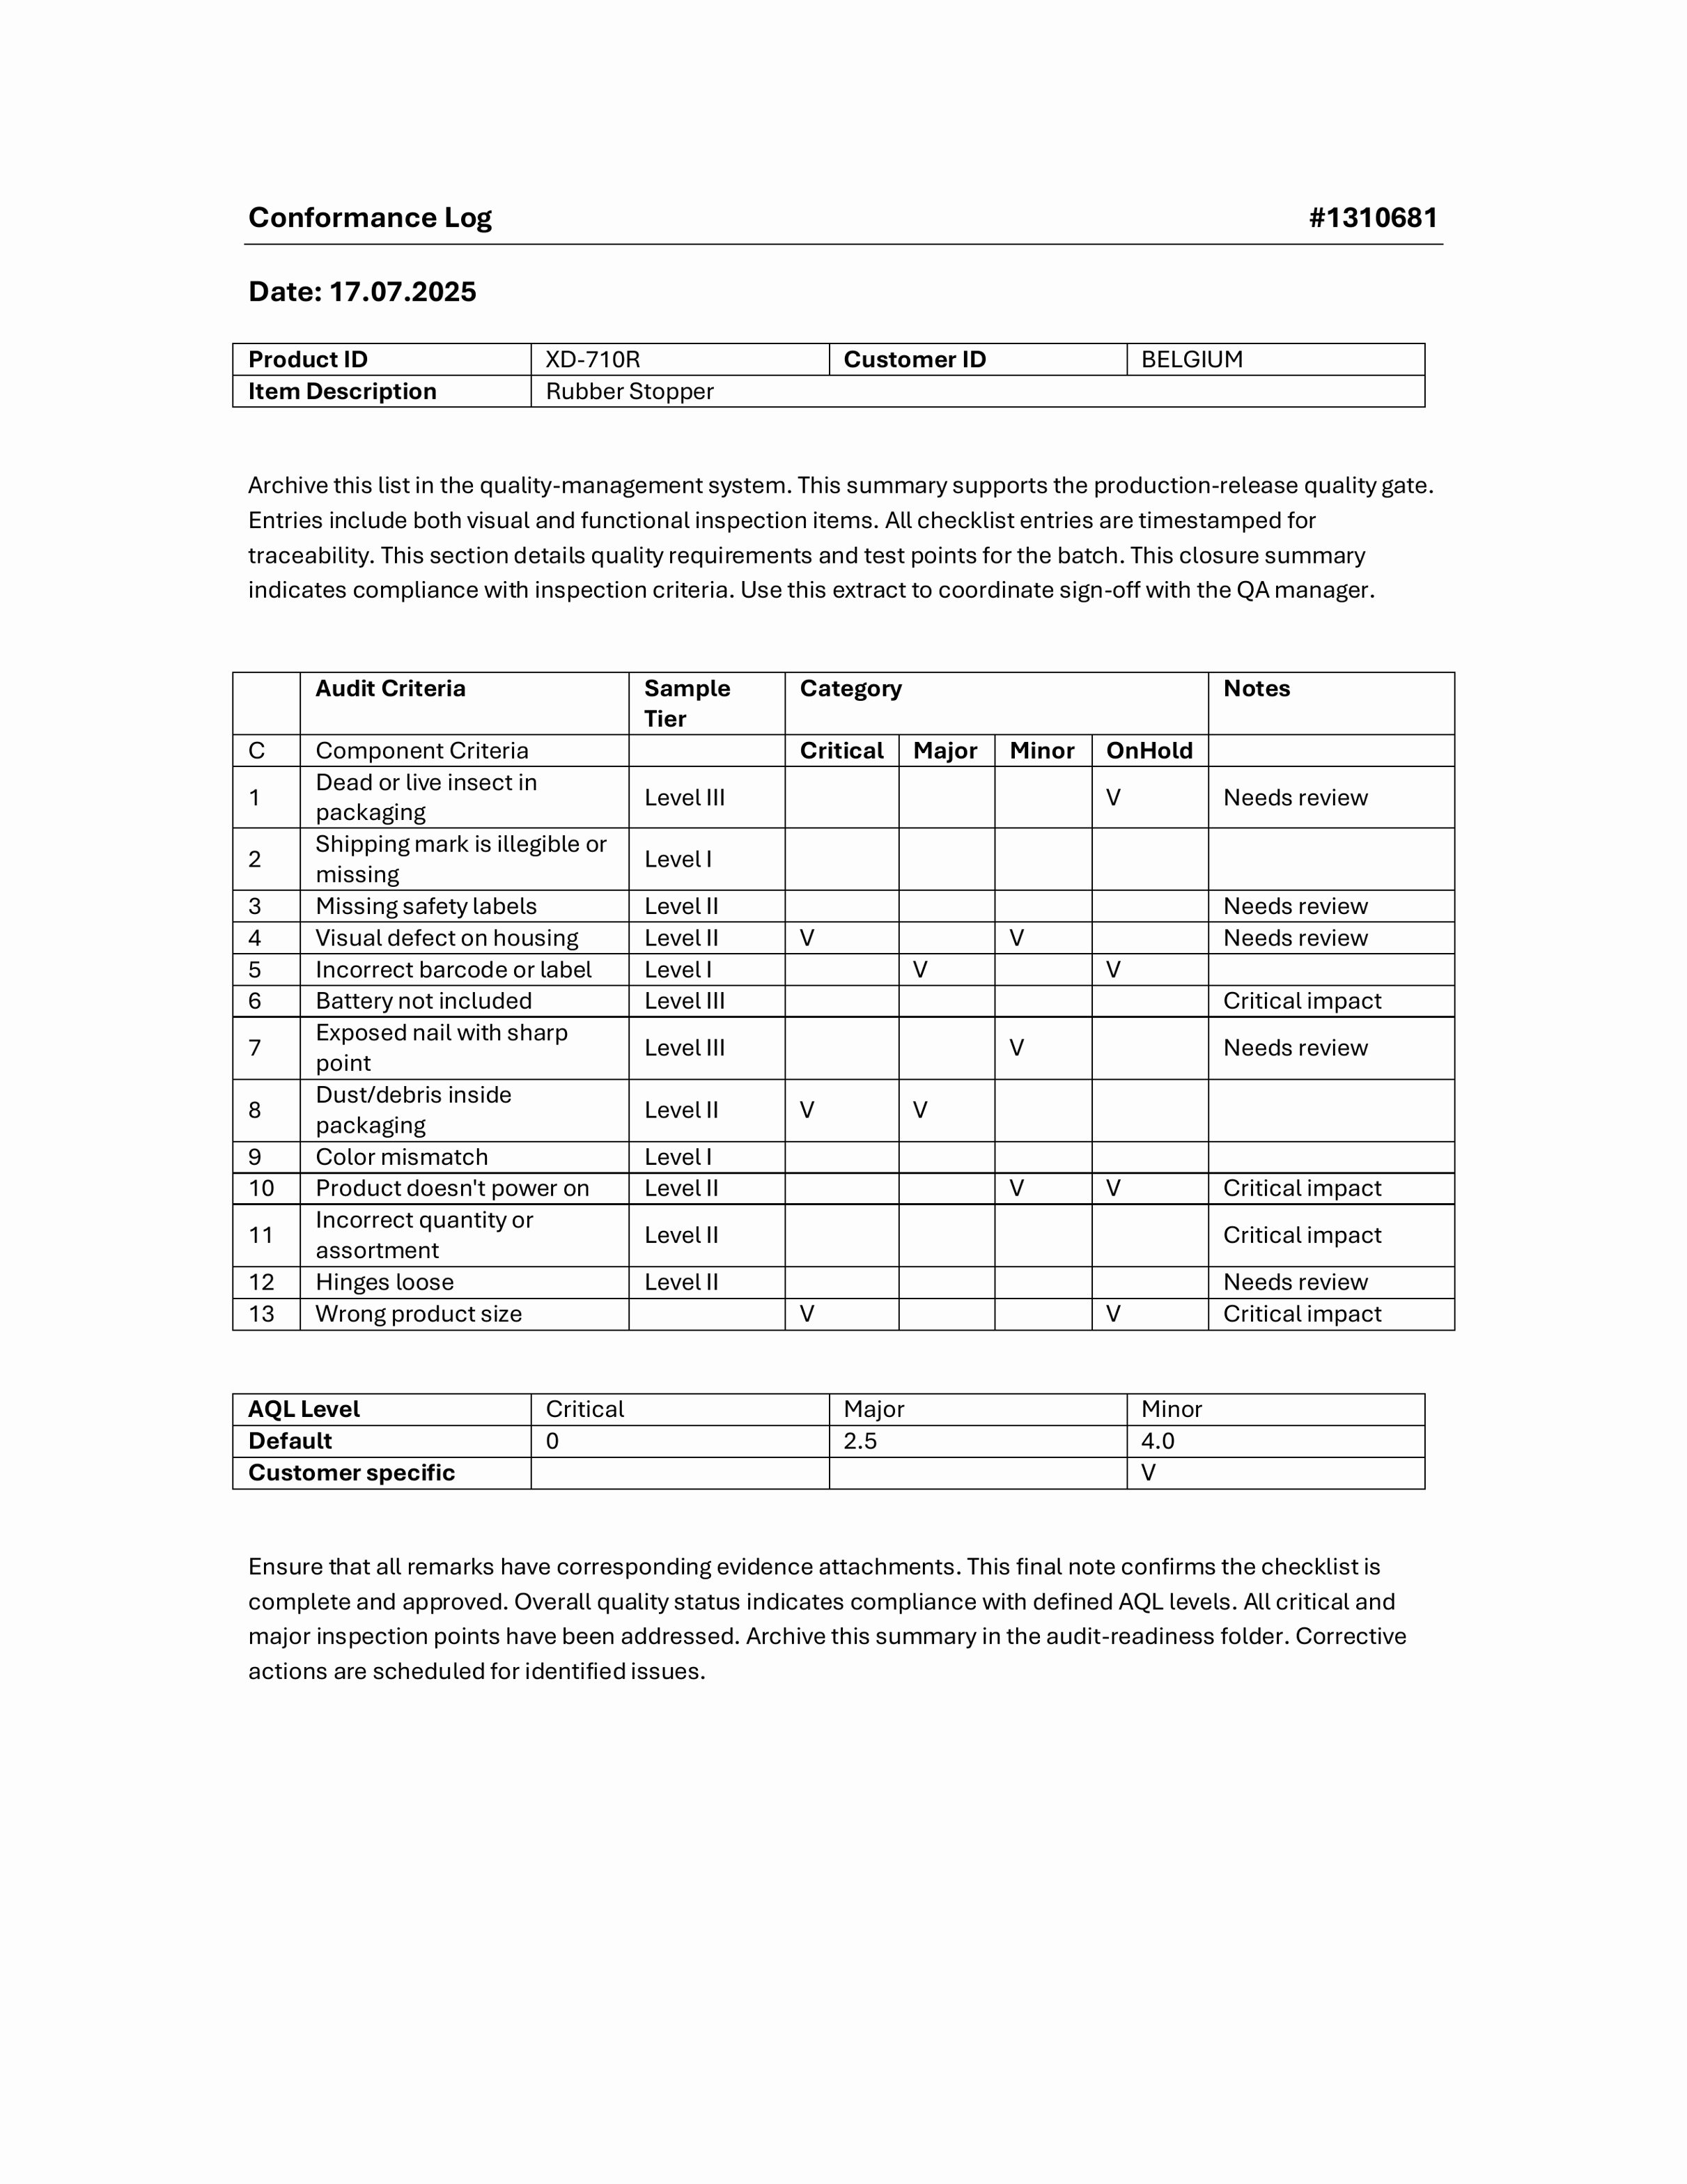 Conformance Log #1310681
Date: 17.07.2025
Product ID XD-710R Customer ID BELGIUM
Item Description Rubber Stopper
Archive this list in the quality-management system. This summary supports the production-release quality gate.
Entries include both visual and functional inspection items. All checklist entries are timestamped for
traceability. This section details quality requirements and test points for the batch. This closure summary
indicates compliance with inspection criteria. Use this extract to coordinate sign-off with the QA manager.
Audit Criteria Sample Tier Category Notes
C Component Criteria Critical Major Minor OnHold
1 Dead or live insect in packaging Level III V Needs review
2 Shipping mark is illegible or missing Level I
3 Missing safety labels Level II Needs review
4 Visual defect on housing Level II V V Needs review
5 Incorrect barcode or label Level I V V
6 Battery not included Level III Critical impact
7 Exposed nail with sharp point Level III V Needs review
8 Dust/debris inside packaging Level II V V
9 Color mismatch Level I
10 Product doesn't power on Level II V V Critical impact
11 Incorrect quantity or assortment Level II Critical impact
12 Hinges loose Level II Needs review
13 Wrong product size V V Critical impact
AQL Level Critical Major Minor
Default 0 2.5 4.0
Customer specific V
Ensure that all remarks have corresponding evidence attachments. This final note confirms the checklist is
complete and approved. Overall quality status indicates compliance with defined AQL levels. All critical and
major inspection points have been addressed. Archive this summary in the audit-readiness folder. Corrective
actions are scheduled for identified issues.